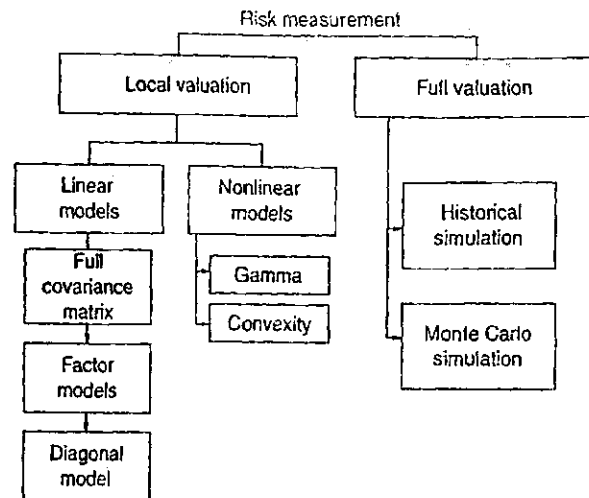 Risk measurement
Local valuation
Full valuation
Linear
models
Nonlinear
models
Full
covariance
matrix
Gamma
Convexity
Factor
models
Diagonal
model
Historical
simulation
Monte Carlo
simulation